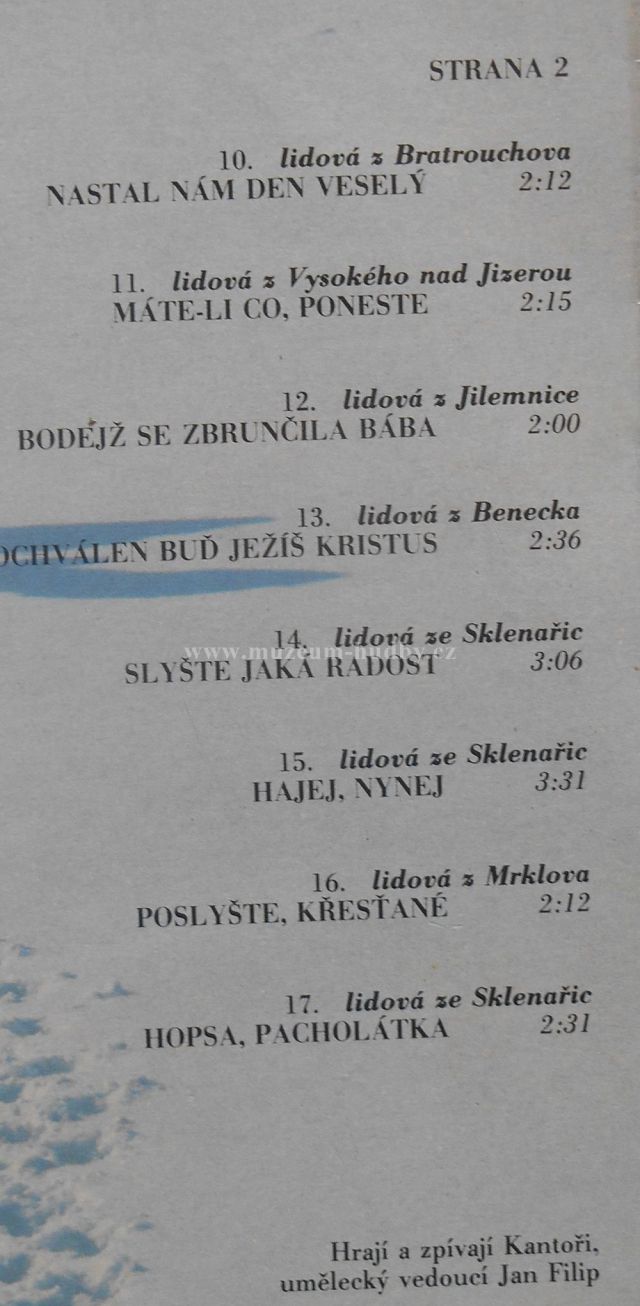 STRANA 2
10. lidová z Bratrouchova
NASTAL NÁM DEN VESELÝ 2:12
11. lidová z Vysokého nad Jizerou
MÁTE-LI CO, PONESTE 2:15
12. lidová z Jilemnice
BODEJŽ SE ZBRUNČILA BÁBA 2:00
13. lidová z Benecka
OCHVÁLEN BUĎ JEŽÍŠ KRISTUS 2:36
14. lidová ze Sklenařic
www.muzeum-hudby.cz
SLYŠTE JAKÁ RADOST 3:06
15. lidová ze Sklenařic
HAJEJ, NYNEJ 3:31
16. lidová z Mrklova
POSLYŠTE, KŘESŤANÉ 2:12
17. lidová ze Sklenařic
HOPSA, PACHOLÁTKA 2:31
Hrají a zpívají Kantoři,
umělecký vedoucí Jan Filip